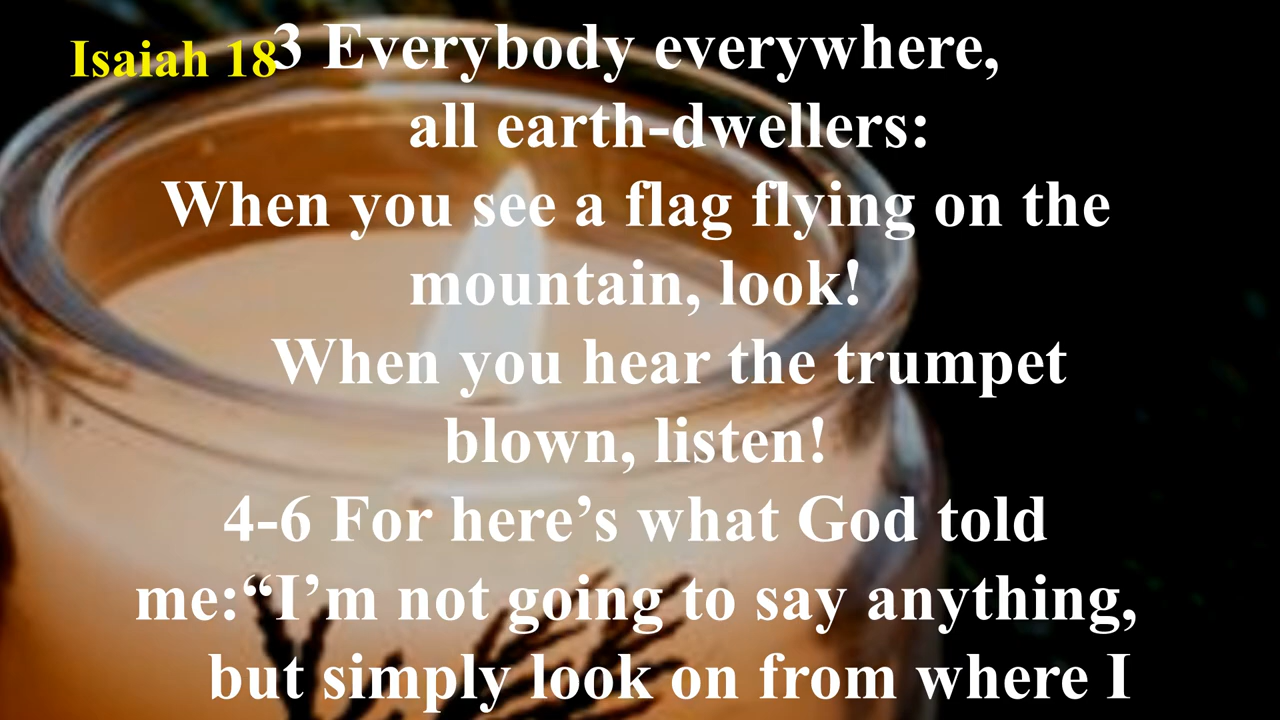 Isaiah 18
3 Everybody everywhere,
all earth-dwellers:
When you see a flag flying on the
mountain, look!
When you hear the trumpet
blown, listen!
4-6 For here’s what God told
me:“I’m not going to say anything,
but simply look on from where I